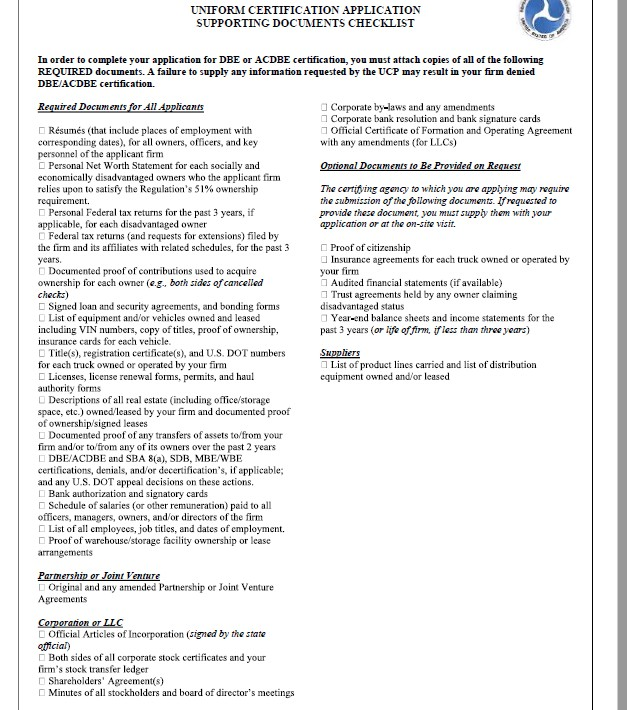 UNIFORM CERTIFICATION APPLICATION
SUPPORTING DOCUMENTS CHECKLIST
In order to complete your application for DBE or ACDBE certification, you must attach copies of all of the following
REQUIRED documents. A failure to supply any information requested by the UCP may result in your firm denied
DBE/ACDBE certification.
Required Documents for All Applicants
□ Résumés (that include places of employment with
corresponding dates), for all owners, officers, and key
personnel of the applicant firm
□ Personal Net Worth Statement for each socially and
economically disadvantaged owners who the applicant firm
relies upon to satisfy the Regulation's 51% ownership
requirement.
□ Personal Federal tax returns for the past 3 years, if
applicable, for each disadvantaged owner
□ Federal tax returns (and requests for extensions) filed by
the firm and its affiliates with related schedules, for the past 3
years.
□ Documented proof of contributions used to acquire
ownership for each owner (e.g., both sides of cancelled
checks)
□ Signed loan and security agreements, and bonding forms
□ List of equipment and/or vehicles owned and leased
including VIN numbers, copy of titles, proof of ownership,
insurance cards for each vehicle.
□ Title(s), registration certificate(s), and U.S. DOT numbers
for each truck owned or operated by your firm
□ Licenses, license renewal forms, permits, and haul
authority forms
□ Descriptions of all real estate (including office/storage
space, etc.) owned/leased by your firm and documented proof
of ownership/signed leases
□ Documented proof of any transfers of assets to/from your
firm and/or to/from any of its owners over the past 2 years
□ DBE/ACDBE and SBA 8(a), SDB, MBE/WBE
certifications, denials, and/or decertification's, if applicable;
and any U.S. DOT appeal decisions on these actions.
□ Bank authorization and signatory cards
□ Schedule of salaries (or other remuneration) paid to all
officers, managers, owners, and/or directors of the firm
□ List of all employees, job titles, and dates of employment.
□ Proof of warehouse/storage facility ownership or lease
arrangements
Partnership or Joint Venture
□ Original and any amended Partnership or Joint Venture
Agreements
Corporation or LLC
□ Official Articles of Incorporation (signed by the state
official)
□ Both sides of all corporate stock certificates and your
firm's stock transfer ledger
□ Shareholders' Agreement(s)
□ Minutes of all stockholders and board of director's meetings
□ Corporate by-laws and any amendments
□ Corporate bank resolution and bank signature cards
□ Official Certificate of Formation and Operating Agreement
with any amendments (for LLCs)
Optional Documents to Be Provided on Request
The certifying agency to which you are applying may require
the submission of the following documents. If requested to
provide these document, you must supply them with your
application or at the on-site visit.
□ Proof of citizenship
□ Insurance agreements for each truck owned or operated by
your firm
□ Audited financial statements (if available)
□ Trust agreements held by any owner claiming
disadvantaged status
□ Year-end balance sheets and income statements for the
past 3 years (or life of firm, if less than three years)
Suppliers
□ List of product lines carried and list of distribution
equipment owned and/or leased